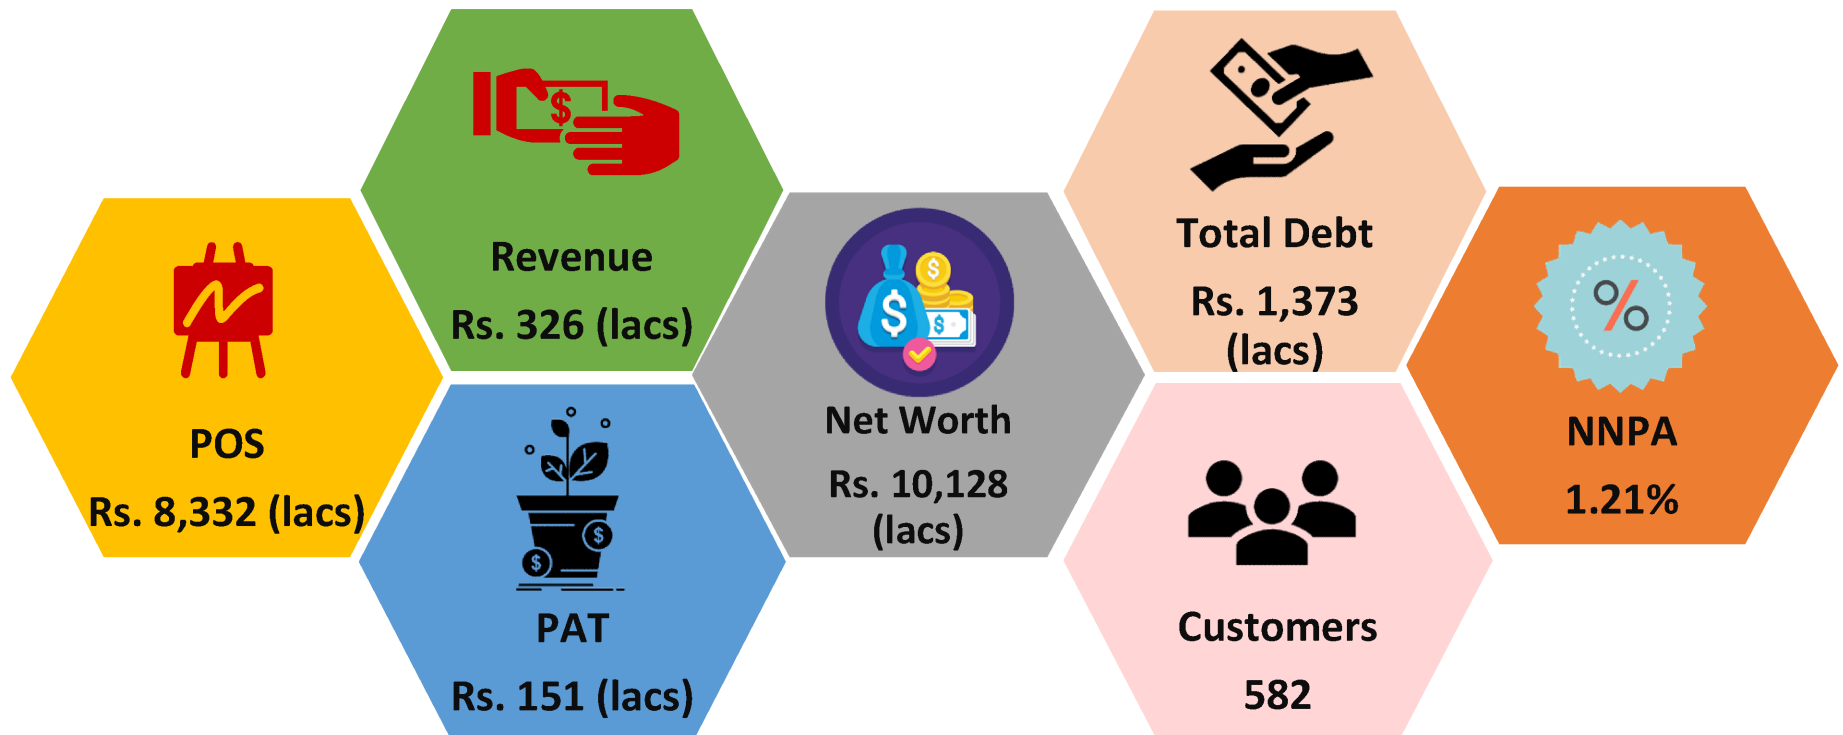 POS
Rs. 8,332 (lacs)
Revenue
Rs. 326 (lacs)
PAT
Rs. 151 (lacs)
Net Worth
Rs. 10,128
(lacs)
Total Debt
Rs. 1,373
(lacs)
Customers
582
NNPA
1.21%